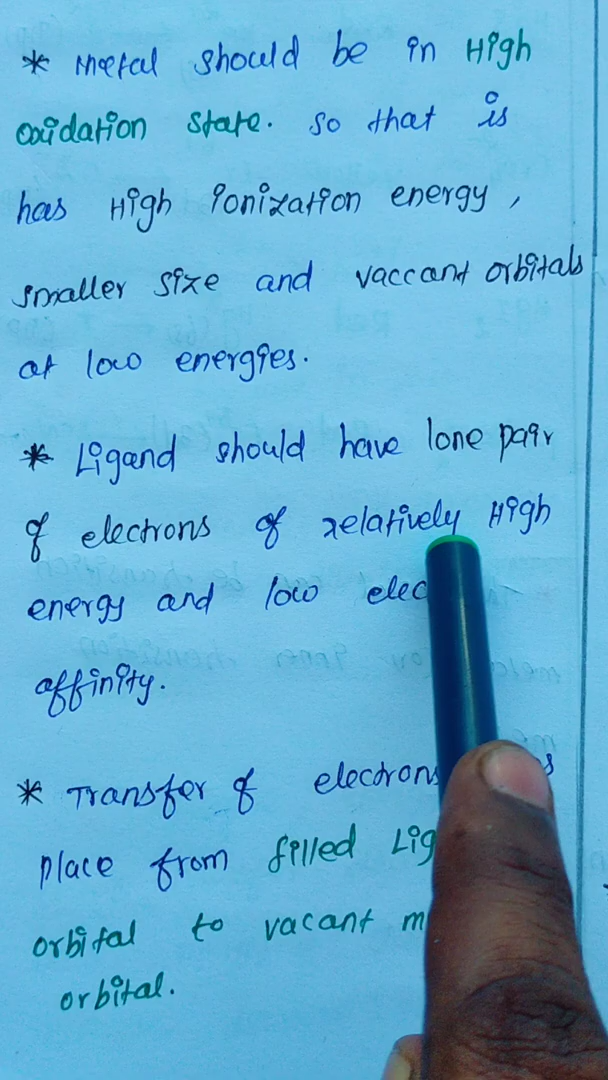 * Metal should be in High
oxidation state. so that is
has High ionization energy,
smaller size and vaccant orbitals
at low energies.
* Ligand should have lone pair
of electrons of relatively High
energy and low elec
affinity.
* Transfer of electrons
place from filled Lig
orbital to vacant m
orbital.